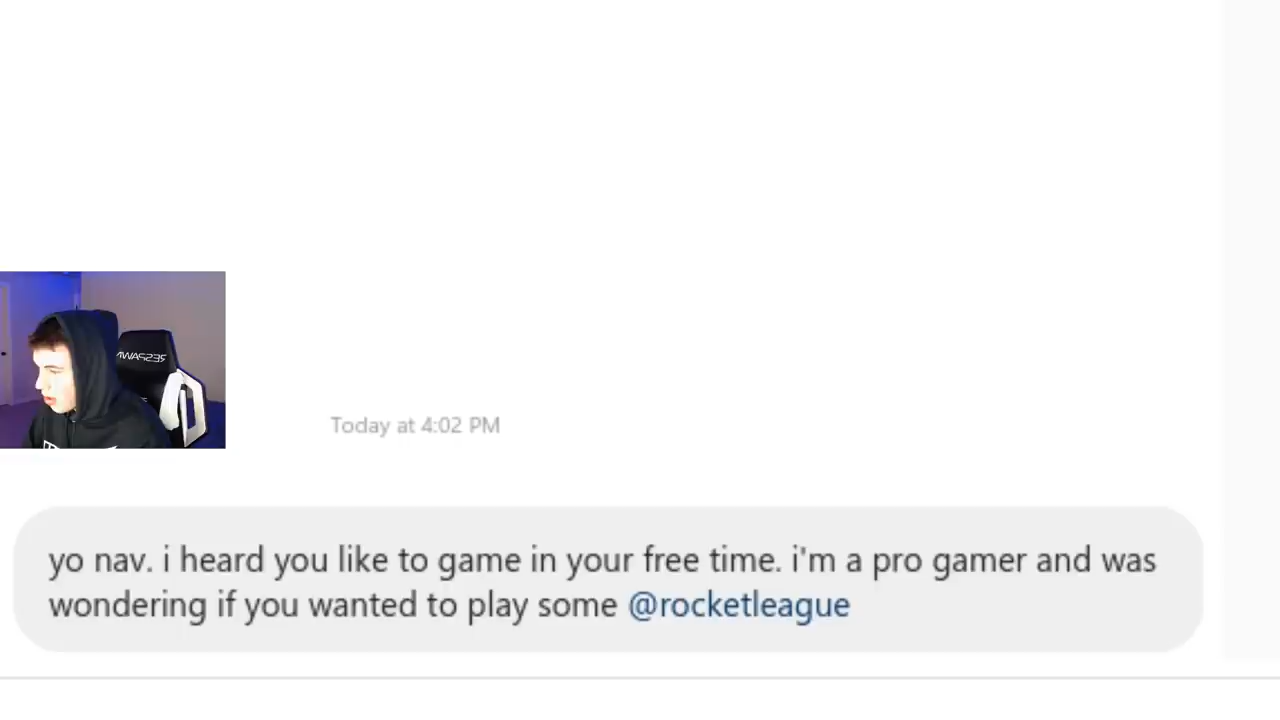 RESPAWN
Today at 4:02 PM
yo nav. i heard you like to game in your free time. i'm a pro gamer and was
wondering if you wanted to play some @rocketleague